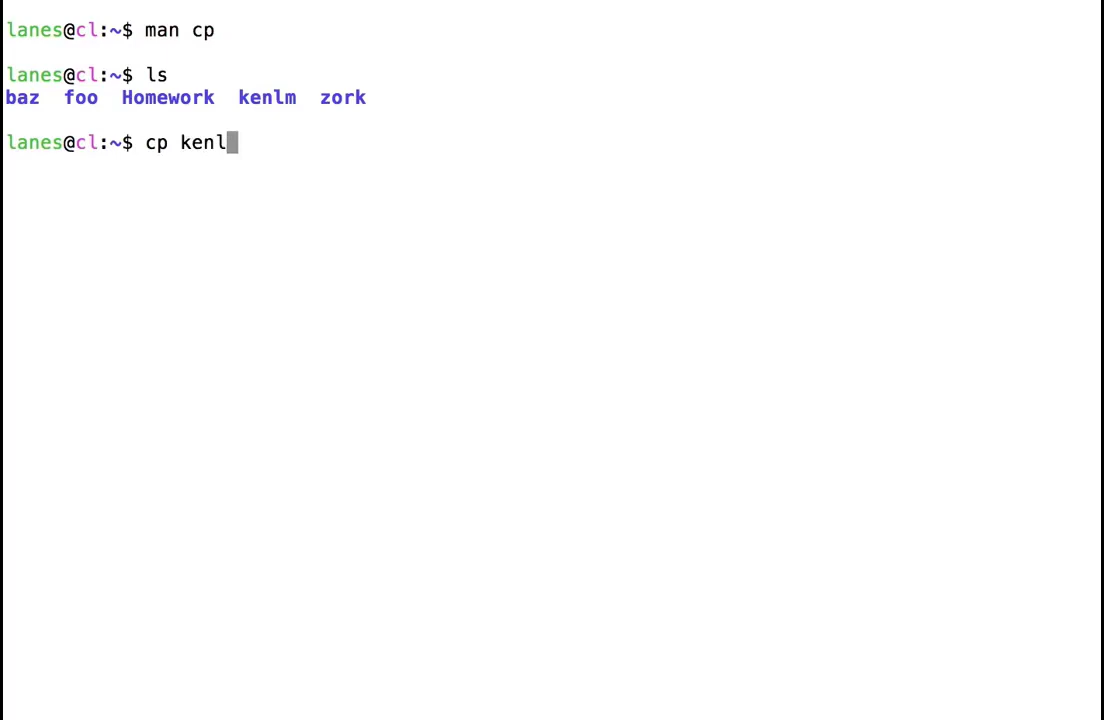 lanes@cl:~$ man cp
lanes@cl:~$ ls
baz  foo  Homework  kenlm  zork
lanes@cl:~$ cp kenl